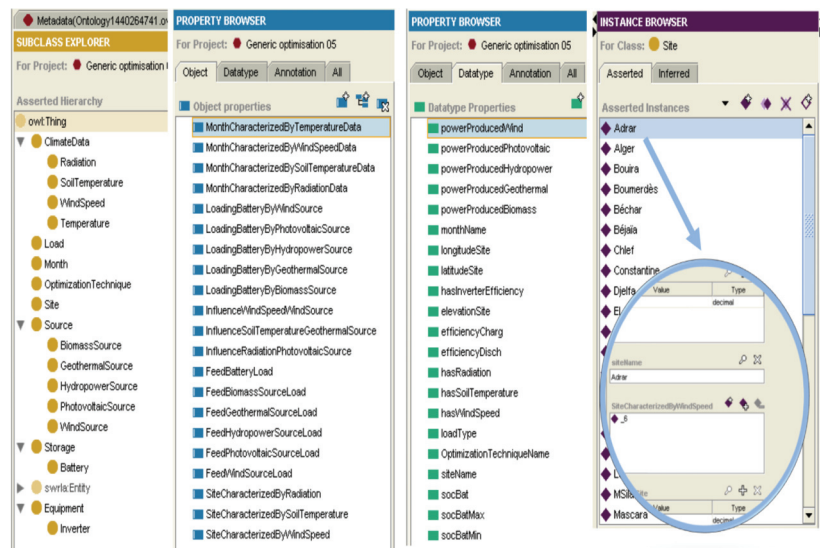 Metadata(Ontology1440264741.ov
SUBCLASS EXPLORER
For Project: Generic optimisation
Asserted Hierarchy
owl:Thing
ClimateData
Radiation
SoilTemperature
WindSpeed
Temperature
Load
Month
OptimizationTechnique
Site
Source
BiomassSource
GeothermalSource
HydropowerSource
PhotovoltaicSource
WindSource
Storage
Battery
swrla:Entity
Equipment
Inverter
PROPERTY BROWSER
For Project: Generic optimisation 05
Object Datatype Annotation All
Object properties
MonthCharacterizedByTemperatureData
MonthCharacterizedByWindSpeedData
MonthCharacterizedBySoilTemperatureData
MonthCharacterizedByRadiationData
LoadingBatteryByWindSource
LoadingBatteryByPhotovoltaicSource
LoadingBatteryByHydropowerSource
LoadingBatteryByGeothermalSource
LoadingBatteryByBiomassSource
InfluenceWindSpeedWindSource
InfluenceSoilTemperatureGeothermalSource
InfluenceRadiationPhotovoltaicSource
FeedBatteryLoad
FeedBiomassSourceLoad
FeedGeothermalSourceLoad
FeedHydropowerSourceLoad
FeedPhotovoltaicSourceLoad
FeedWindSourceLoad
SiteCharacterizedByRadiation
SiteCharacterizedBySoilTemperature
SiteCharacterizedByWindSpeed
PROPERTY BROWSER
For Project: Generic optimisation 05
Object Datatype Annotation All
Datatype Properties
powerProducedWind
powerProducedPhotovoltaic
powerProducedHydropower
powerProducedGeothermal
powerProducedBiomass
monthName
longitudeSite
latitudeSite
hasInverterEfficiency
elevationSite
efficiencyCharg
efficiencyDisch
hasRadiation
hasSoilTemperature
hasWindSpeed
loadType
OptimizationTechniqueName
siteName
socBat
socBatMax
socBatMin
INSTANCE BROWSER
For Class: Site
Asserted Inferred
Asserted Instances
Adrar
Alger
Bouira
Boumerdès
Béchar
Béjaïa
Chlef
Constantine
Djelfa
Value Type
decimal
siteName
Adrar
SiteCharacterizedByWindSpeed
_6
MSila
Value Type
Mascara
decimal